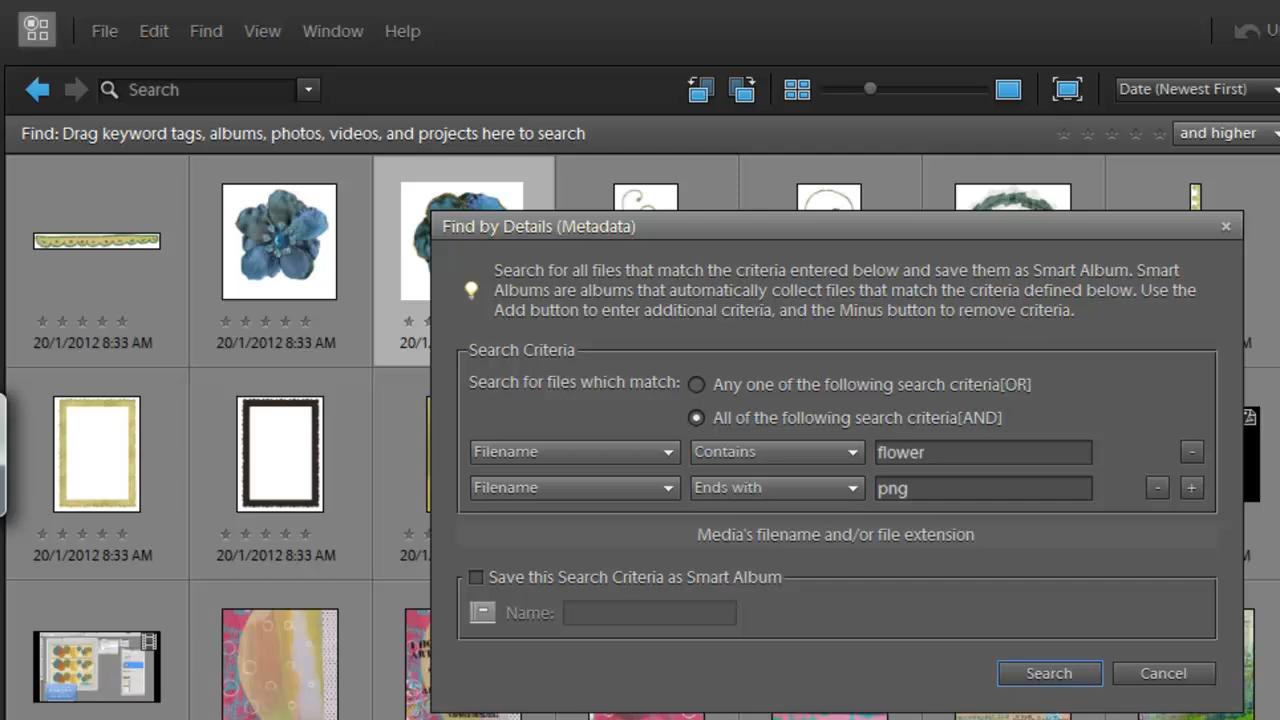 File Edit Find View Window Help
U
Search
Date (Newest First)
Find: Drag keyword tags, albums, photos, videos, and projects here to search
and higher
20/1/2012 8:33 AM
20/1/2012 8:33 AM
20/1
M
Find by Details (Metadata)
Search for all files that match the criteria entered below and save them as Smart Album. Smart
Albums are albums that automatically collect files that match the criteria defined below. Use the
Add button to enter additional criteria, and the Minus button to remove criteria.
Search Criteria
Search for files which match:
Any one of the following search criteria[OR]
All of the following search criteria[AND]
Filename Contains flower -
Filename Ends with png - +
Media's filename and/or file extension
Save this Search Criteria as Smart Album
Name:
Search Cancel
20/1/2012 8:33 AM
20/1/2012 8:33 AM
20/1
M